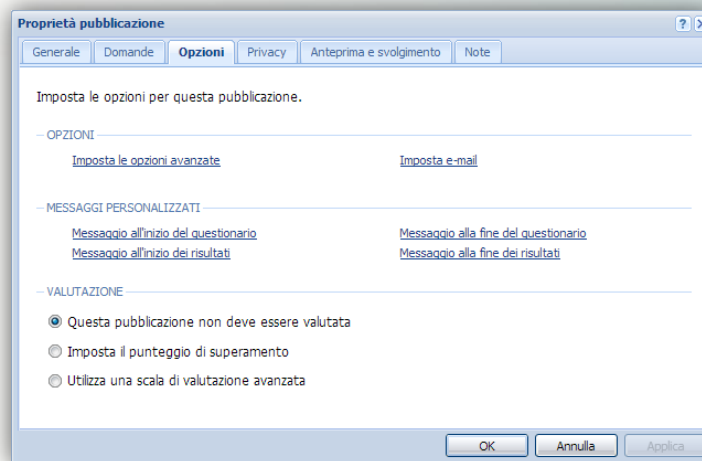 Proprietà pubblicazione
Generale Domande Opzioni Privacy Anteprima e svolgimento Note
Imposta le opzioni per questa pubblicazione.
OPZIONI
Imposta le opzioni avanzate Imposta e-mail
MESSAGGI PERSONALIZZATI
Messaggio all'inizio del questionario Messaggio alla fine del questionario
Messaggio all'inizio dei risultati Messaggio alla fine dei risultati
VALUTAZIONE
Questa pubblicazione non deve essere valutata
Imposta il punteggio di superamento
Utilizza una scala di valutazione avanzata
OK Annulla Applica